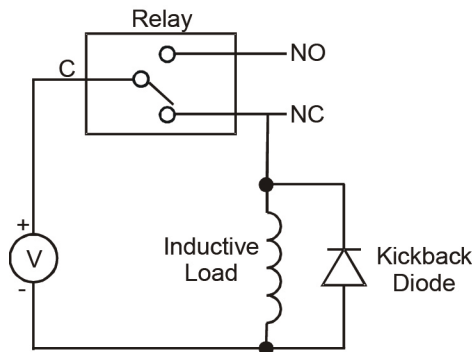 Relay
NO
C
NC
+
V
-
Inductive
Load
Kickback
Diode